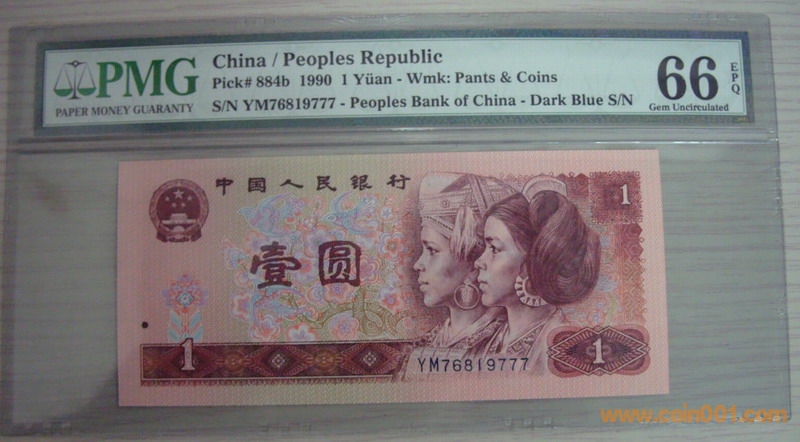 PMG
PAPER MONEY GUARANTY
China / Peoples Republic
Pick# 884b 1990 1 Yüan - Wmk: Pants & Coins
S/N YM76819777 - Peoples Bank of China - Dark Blue S/N
66 EPQ
Gem Uncirculated
中国人民银行
1
壹圆
1
1
YM76819777
www.coin001.com